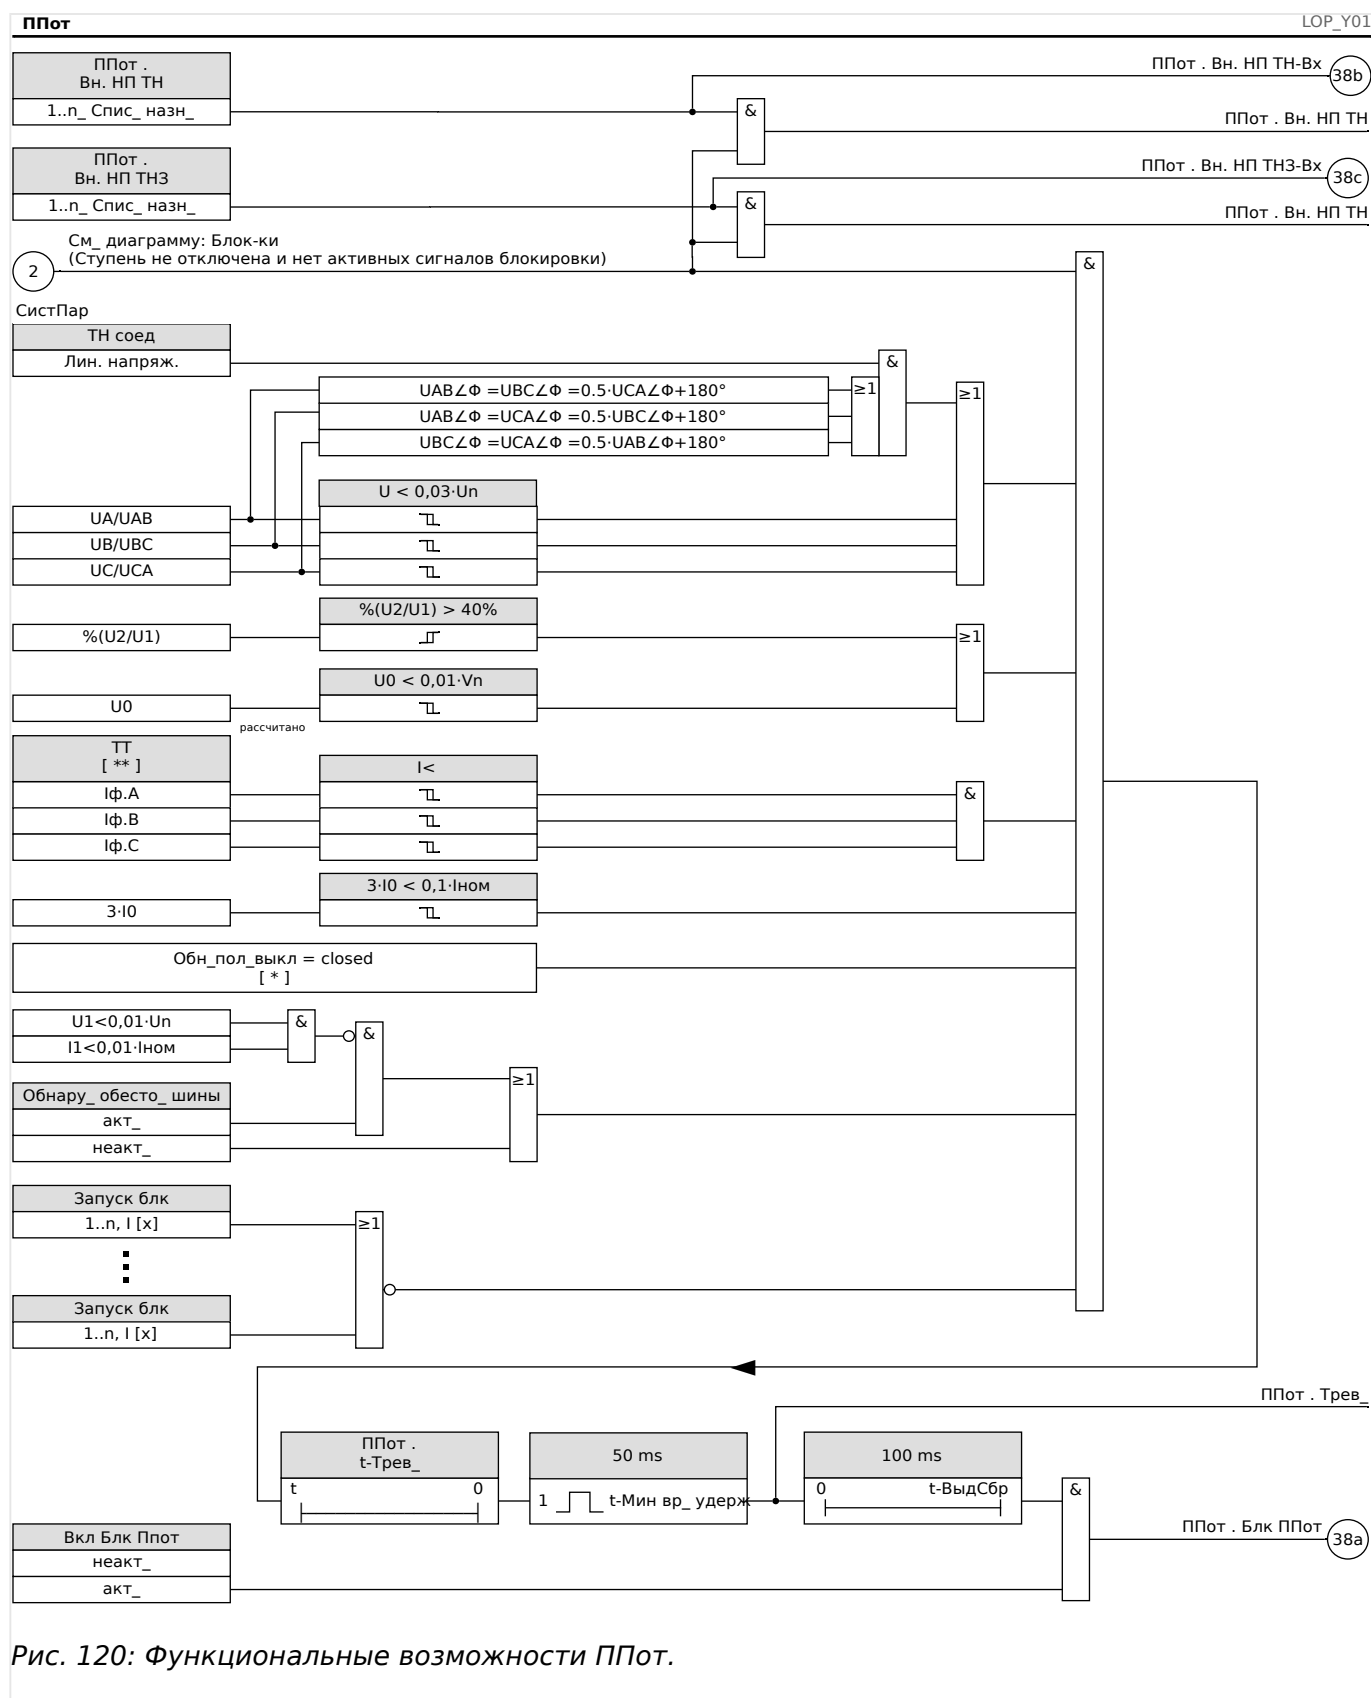 ППот
LOP_Y01
ППот .
Вн. НП ТН
1..n_ Спис_ назн_
ППот . Вн. НП ТН-Вх
38b
&
ППот . Вн. НП ТН
ППот .
Вн. НП ТНЗ
1..n_ Спис_ назн_
ППот . Вн. НП ТНЗ-Вх
38c
&
ППот . Вн. НП ТН
См_ диаграмму: Блок-ки
(Ступень не отключена и нет активных сигналов блокировки)
2
&
СистПар
ТН соед
Лин. напряж.
&
UAB∠Ф =UBC∠Ф =0.5·UCA∠Ф+180°
≥1
≥1
UAB∠Ф =UCA∠Ф =0.5·UBC∠Ф+180°
UBC∠Ф =UCA∠Ф =0.5·UAB∠Ф+180°
U < 0,03·Un
UA/UAB
UB/UBC
UC/UCA
%(U2/U1) > 40%
%(U2/U1)
≥1
U0 < 0,01·Vn
U0
рассчитано
ТТ
[ ** ]
I<
Iф.A
&
Iф.B
Iф.C
3·I0 < 0,1·Iном
3·I0
Обн_пол_выкл = closed
[ * ]
U1<0,01·Un
&
&
I1<0,01·Iном
≥1
Обнару_ обесто_ шины
акт_
неакт_
Запуск блк
1..n, I [x]
≥1
Запуск блк
1..n, I [x]
ППот . Трев_
ППот .
t-Трев_
t
0
50 ms
1
t-Мин вр_ удерж
100 ms
0
t-ВыдСбр
&
Вкл Блк Ппот
неакт_
акт_
ППот . Блк ППот
38a
Рис. 120: Функциональные возможности ППот.